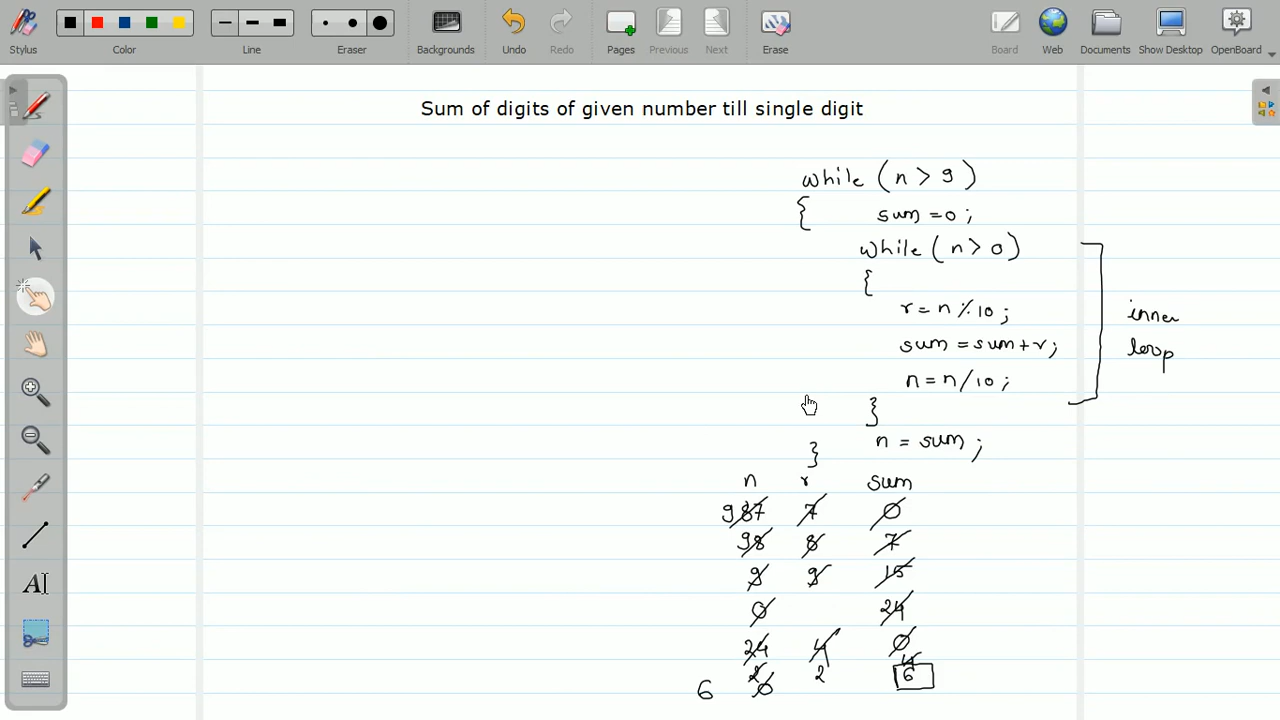 Stylus Color Line Eraser Backgrounds Undo Redo Pages Previous Next Erase Board Web Documents Show Desktop OpenBoard
Sum of digits of given number till single digit
while (n > 9)
{ sum = 0 ;
while ( n > 0 )
{
r = n % 10 ;
sum = sum + r ;
n = n / 10 ;
}
n = sum ;
}
inner
loop
n r sum
987 7 0
98 8 7
9 9 15
0 24
24 4 0
4
2 2 6
6 0